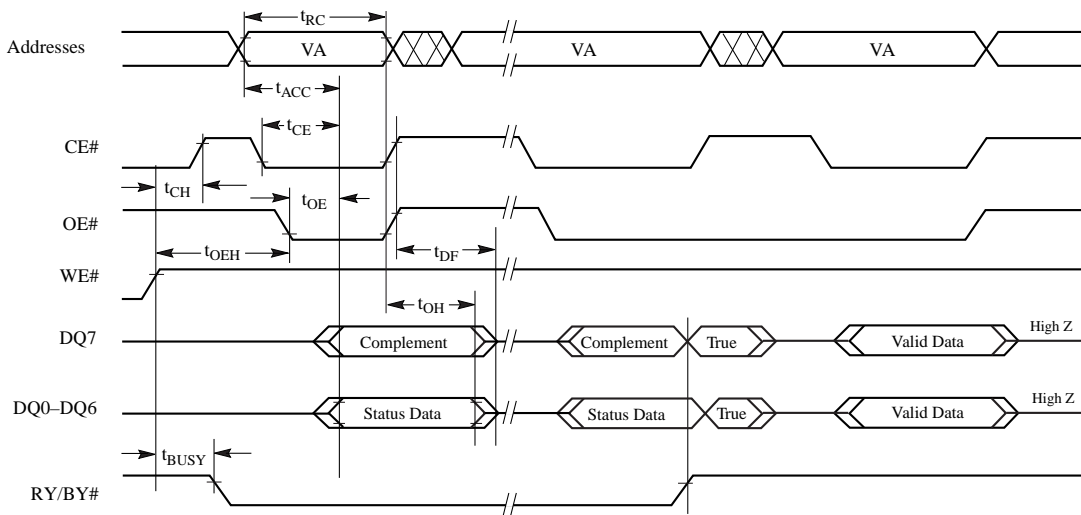 tRC
Addresses VA VA VA
tACC
tCE
CE#
tCH tOE
OE#
tOEH tDF
WE#
tOH
DQ7 Complement Complement True Valid Data High Z
DQ0–DQ6 Status Data Status Data True Valid Data High Z
tBUSY
RY/BY#